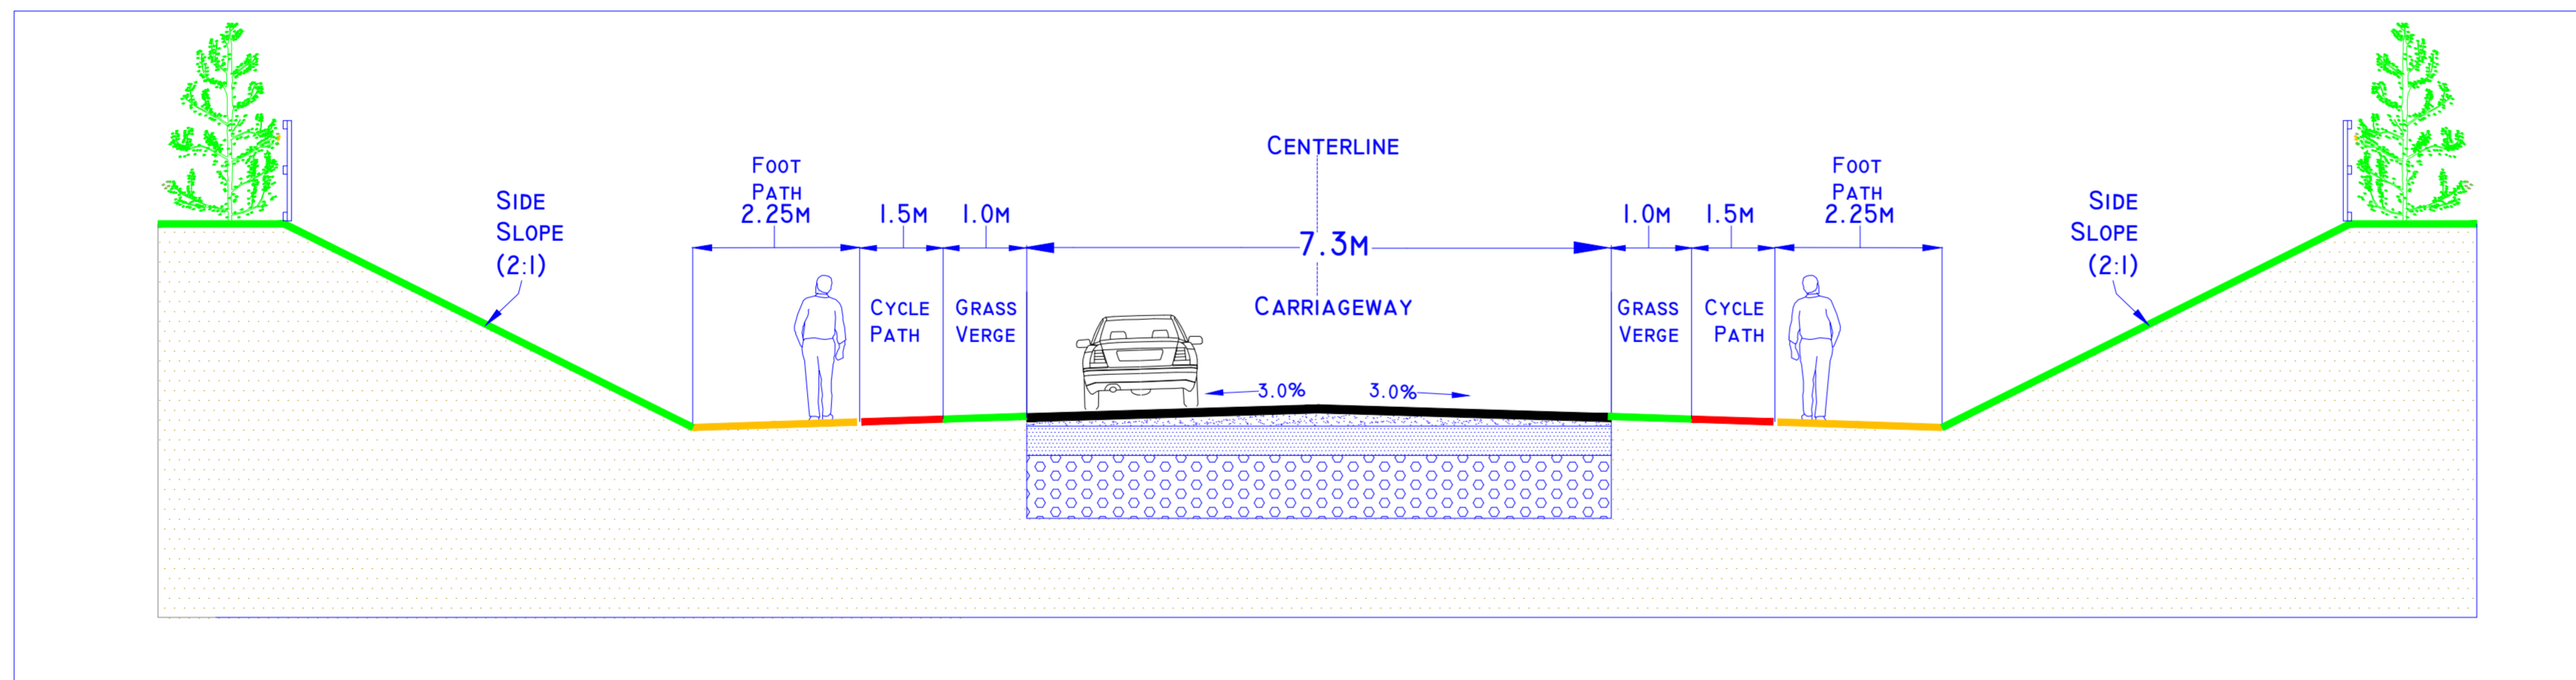 CENTERLINE
FOOT
PATH
2.25M
1.5M
1.0M
7.3M
1.0M
1.5M
FOOT
PATH
2.25M
SIDE
SLOPE
(2:1)
SIDE
SLOPE
(2:1)
CYCLE
PATH
GRASS
VERGE
CARRIAGEWAY
GRASS
VERGE
CYCLE
PATH
3.0%
3.0%